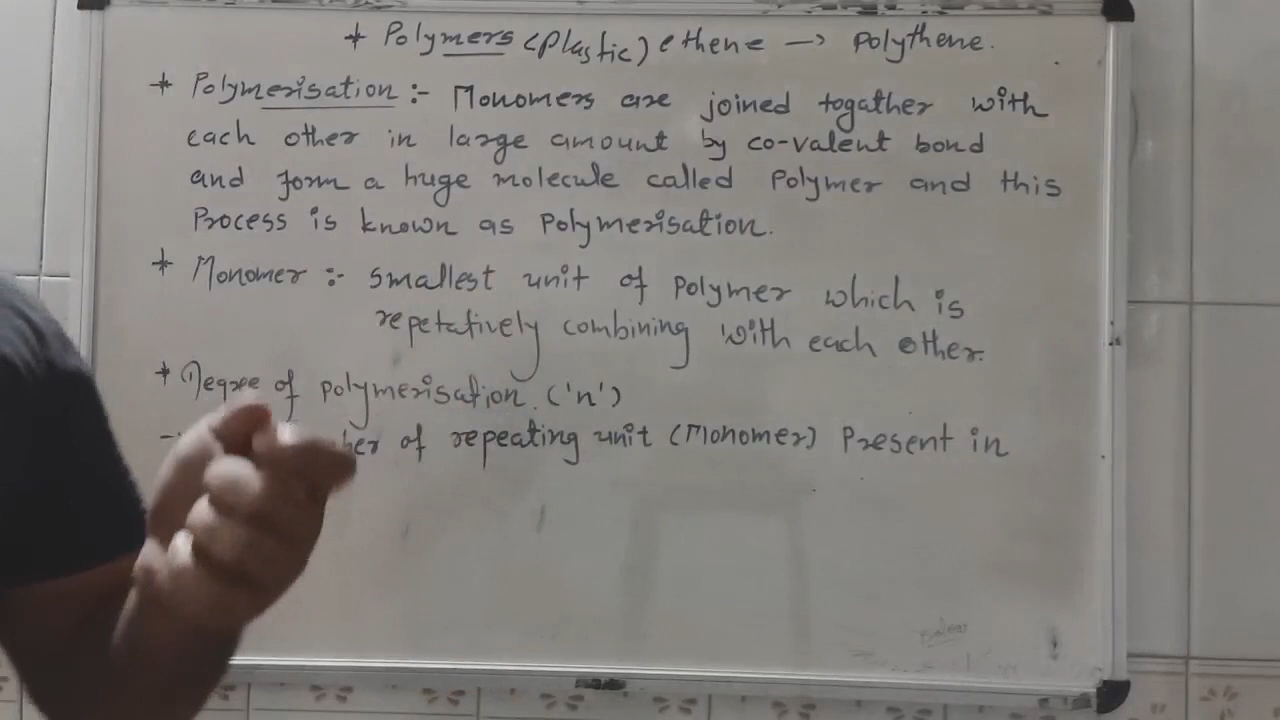 * Polymers (Plastic) ethene → Polythene.
* Polymerisation :- Monomers are joined togather with
each other in large amount by co-valent bond
and form a huge molecule called Polymer and this
Process is known as Polymerisation.
* Monomer :- smallest unit of Polymer which is
repetatively combining with each other.
* Degree of polymerisation. ('n')
of repeating unit (Monomer) Present in